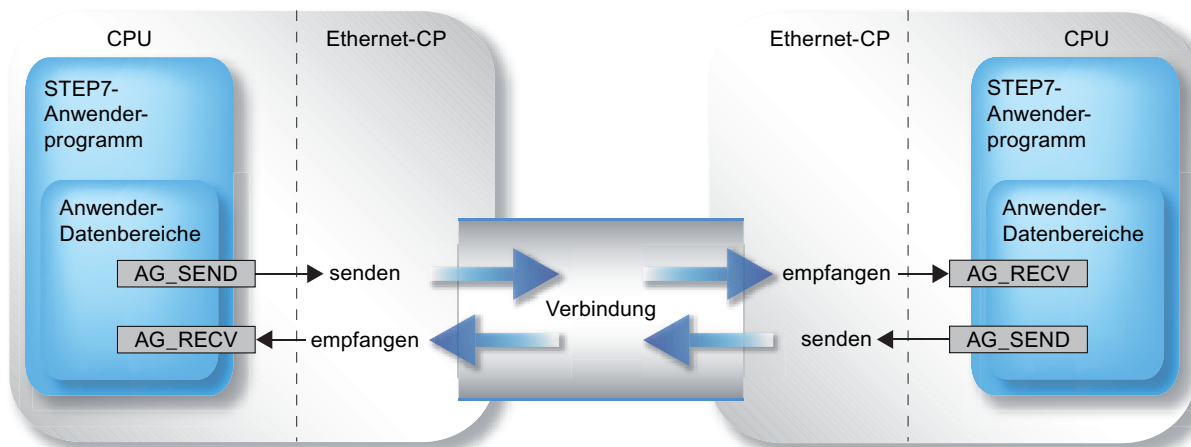 CPU
Ethernet-CP
STEP7-
Anwender-
programm
Anwender-
Datenbereiche
AG_SEND
senden
AG_RECV
empfangen
Verbindung
Ethernet-CP
CPU
STEP7-
Anwender-
programm
Anwender-
Datenbereiche
empfangen
AG_RECV
senden
AG_SEND